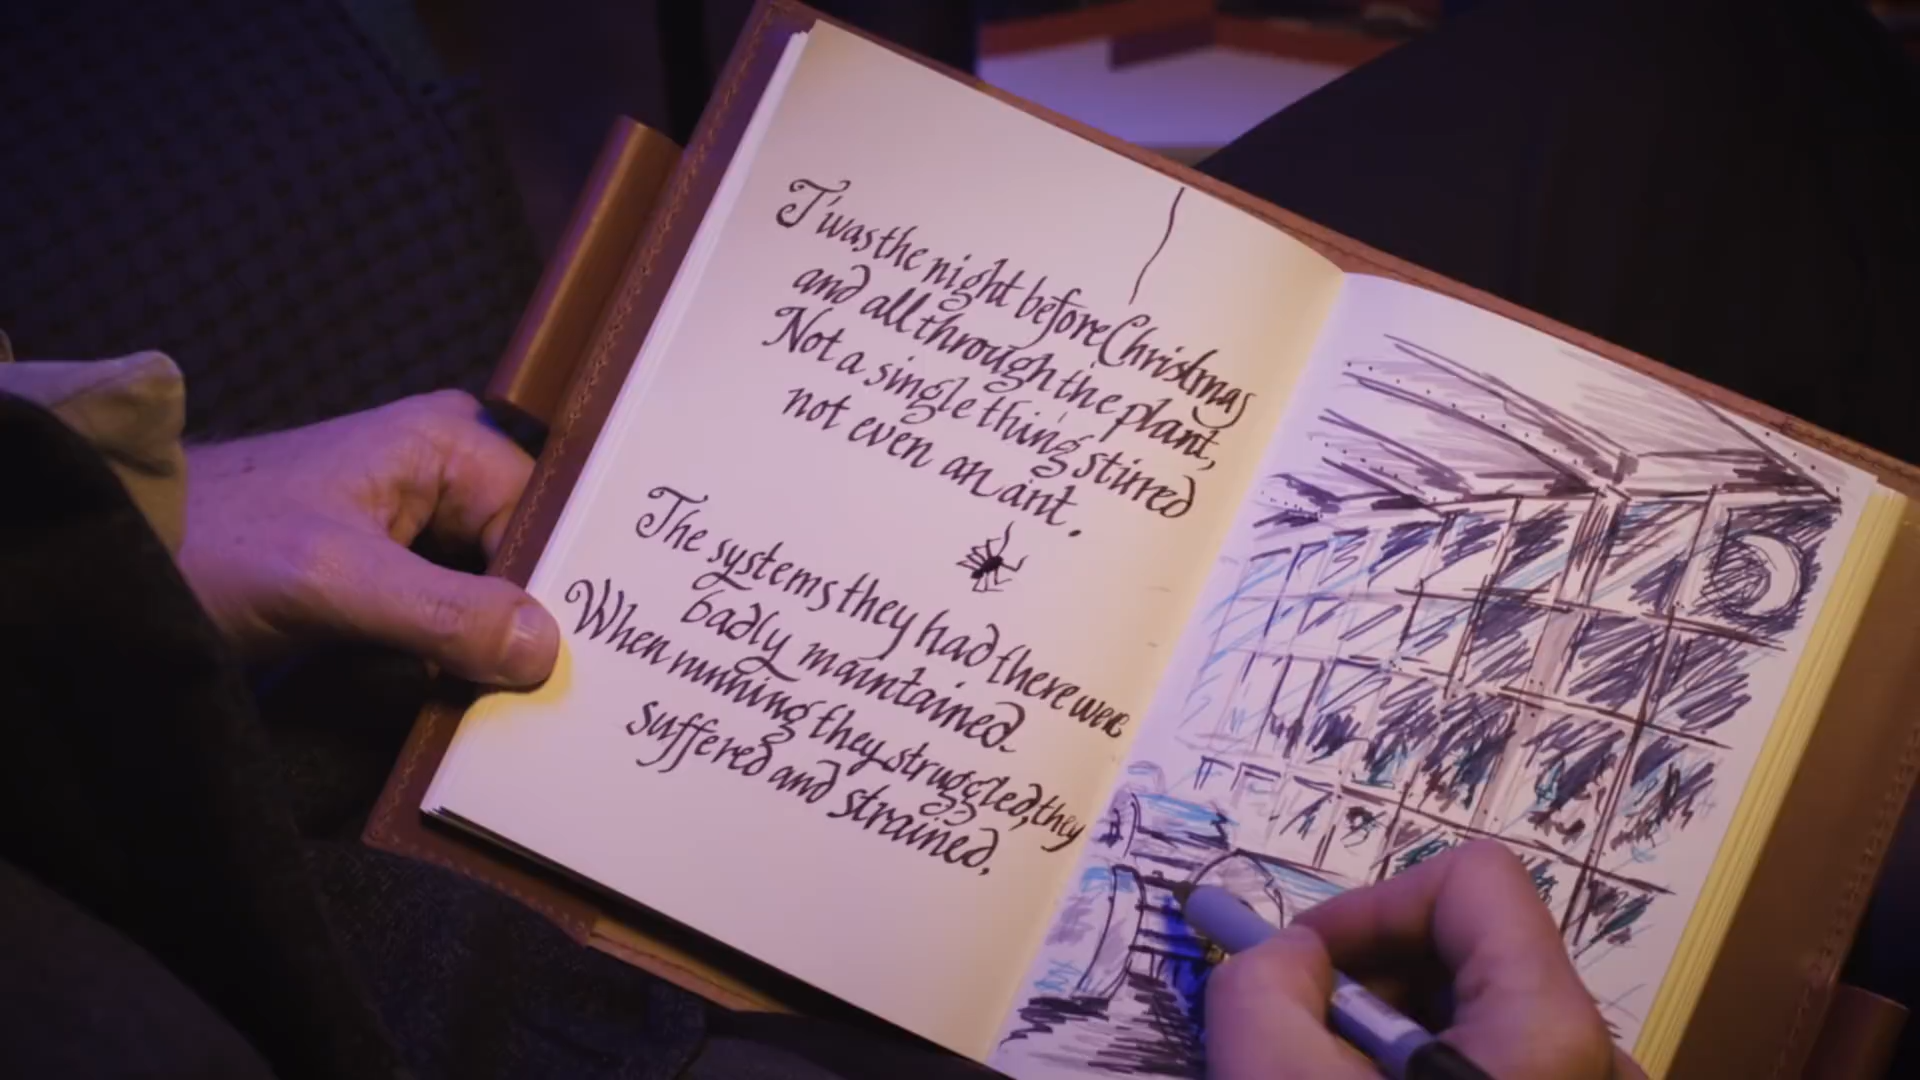 T'was the night before Christmas
and all through the plant,
Not a single thing stirred
not even an ant.
The systems they had there were
badly maintained.
When running they struggled, they
suffered and strained.